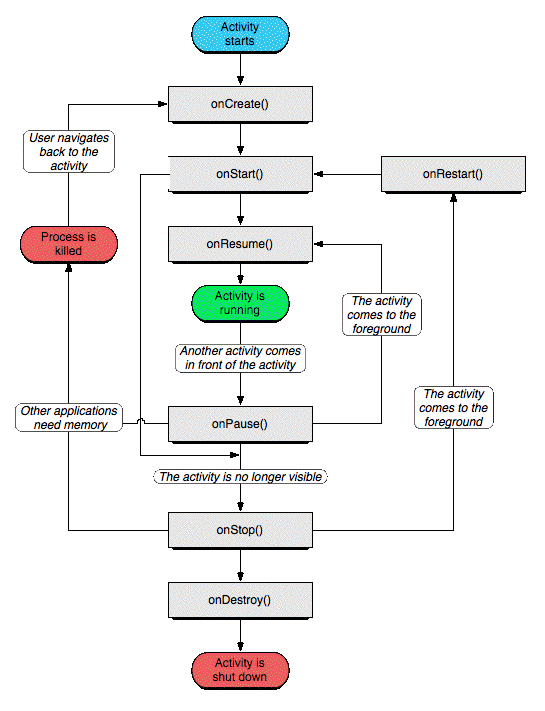 Activity
starts
onCreate()
User navigates
back to the
activity
onStart()
onRestart()
Process is
killed
onResume()
Activity is
running
The activity
comes to the
foreground
Another activity comes
in front of the activity
The activity
comes to the
foreground
Other applications
need memory
onPause()
The activity is no longer visible
onStop()
onDestroy()
Activity is
shut down